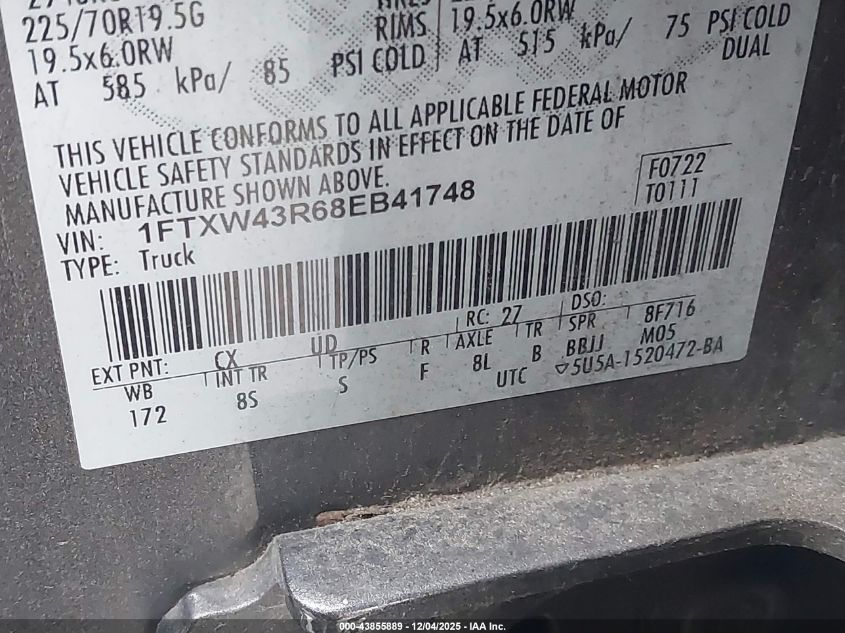 225/70R19.5G RIMS 19.5x6.0RW
19.5x6.0RW PSI COLD AT 515 kPa/ 75 PSI COLD
AT 585 kPa/ 85 DUAL
THIS VEHICLE CONFORMS TO ALL APPLICABLE FEDERAL MOTOR
VEHICLE SAFETY STANDARDS IN EFFECT ON THE DATE OF
MANUFACTURE SHOWN ABOVE.
F0722
T0111
VIN: 1FTXW43R68EB41748
TYPE: Truck
EXT PNT: CX UD RC: 27 DSO:
WB INT TR TP/PS R AXLE TR SPR 8F716
172 8S S F 8L B BBJJ M05
UTC ▽5U5A-1520472-BA
000-43855889 - 12/04/2025 - IAA Inc.